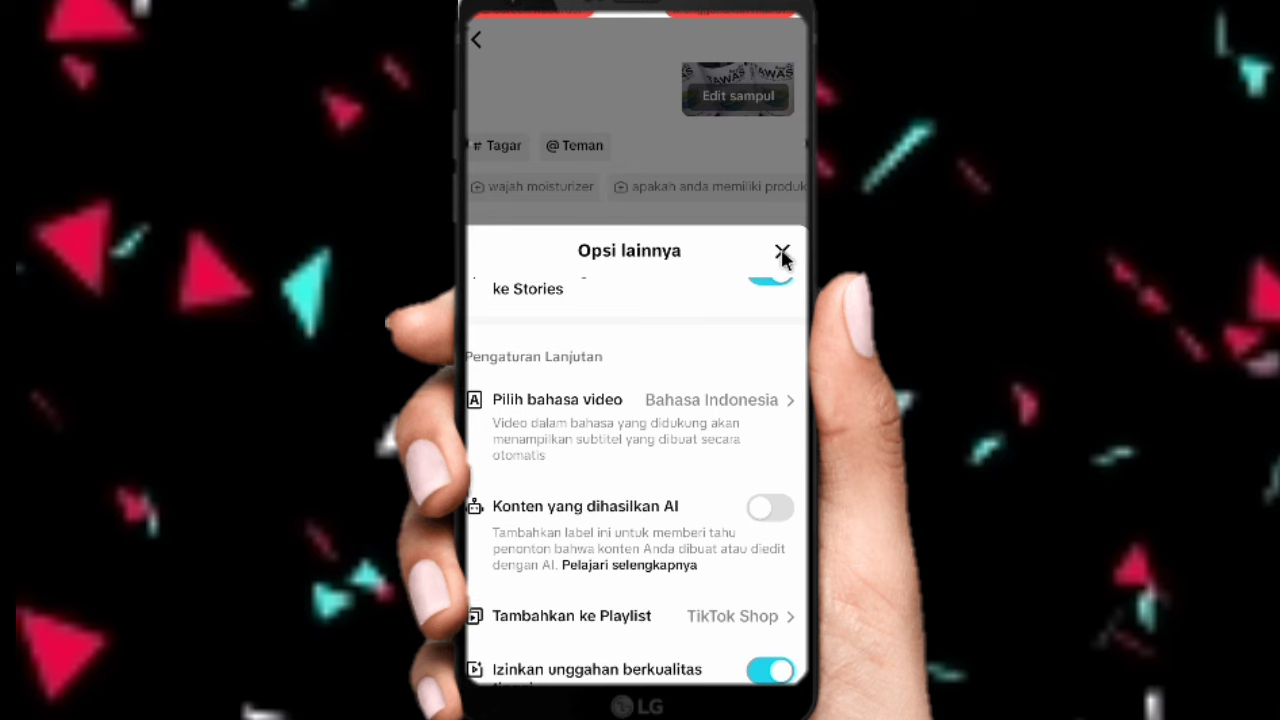 Edit sampul
# Tagar
@ Teman
wajah moisturizer
apakah anda memiliki produk
Opsi lainnya
ke Stories
Pengaturan Lanjutan
Pilih bahasa video
Bahasa Indonesia
Video dalam bahasa yang didukung akan
menampilkan subtitel yang dibuat secara
otomatis
Konten yang dihasilkan AI
Tambahkan label ini untuk memberi tahu
penonton bahwa konten Anda dibuat atau diedit
dengan AI. Pelajari selengkapnya
Tambahkan ke Playlist
TikTok Shop
Izinkan unggahan berkualitas
LG